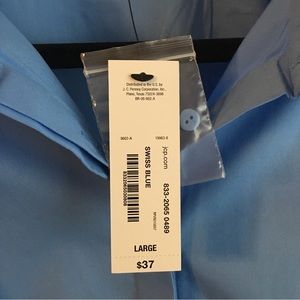 Distributed in the U.S. by
J. C. Penney Corporation, Inc.
Plano, Texas 75024-3698
jcp.com
833-2065 0489
SWISS BLUE
LARGE
$37